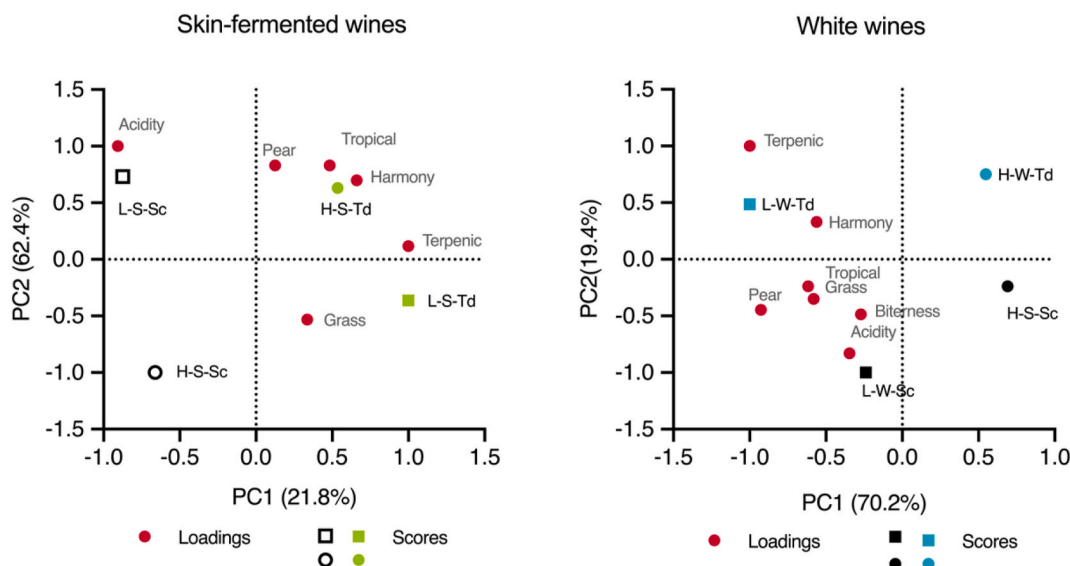 Skin-fermented wines
1.5
1.0
0.5
0.0
-0.5
-1.0
-1.5
PC2 (62.4%)
Acidity
L-S-Sc
Pear
Tropical
Harmony
H-S-Td
Terpenic
L-S-Td
Grass
H-S-Sc
-1.0 -0.5 0.0 0.5 1.0 1.5
PC1 (21.8%)
Loadings Scores
White wines
1.5
1.0
0.5
0.0
-0.5
-1.0
-1.5
PC2(19.4%)
Terpenic
H-W-Td
L-W-Td
Harmony
Tropical
Grass
Pear
H-S-Sc
Biterness
Acidity
L-W-Sc
-1.5 -1.0 -0.5 0.0 0.5 1.0
PC1 (70.2%)
Loadings Scores